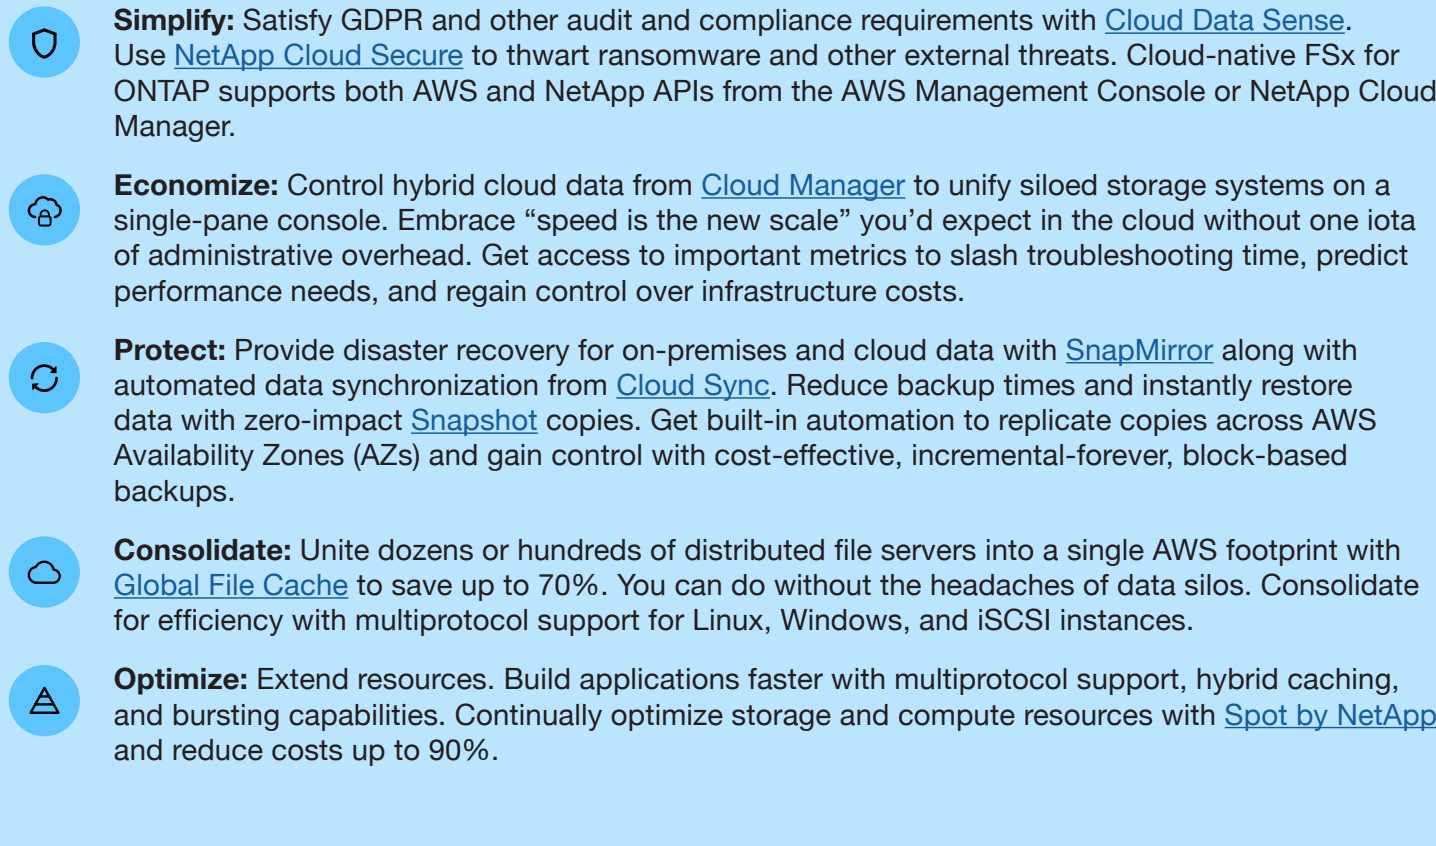 Simplify: Satisfy GDPR and other audit and compliance requirements with Cloud Data Sense.
Use NetApp Cloud Secure to thwart ransomware and other external threats. Cloud-native FSx for
ONTAP supports both AWS and NetApp APIs from the AWS Management Console or NetApp Cloud
Manager.
Economize: Control hybrid cloud data from Cloud Manager to unify siloed storage systems on a
single-pane console. Embrace “speed is the new scale” you’d expect in the cloud without one iota
of administrative overhead. Get access to important metrics to slash troubleshooting time, predict
performance needs, and regain control over infrastructure costs.
Protect: Provide disaster recovery for on-premises and cloud data with SnapMirror along with
automated data synchronization from Cloud Sync. Reduce backup times and instantly restore
data with zero-impact Snapshot copies. Get built-in automation to replicate copies across AWS
Availability Zones (AZs) and gain control with cost-effective, incremental-forever, block-based
backups.
Consolidate: Unite dozens or hundreds of distributed file servers into a single AWS footprint with
Global File Cache to save up to 70%. You can do without the headaches of data silos. Consolidate
for efficiency with multiprotocol support for Linux, Windows, and iSCSI instances.
Optimize: Extend resources. Build applications faster with multiprotocol support, hybrid caching,
and bursting capabilities. Continually optimize storage and compute resources with Spot by NetApp
and reduce costs up to 90%.